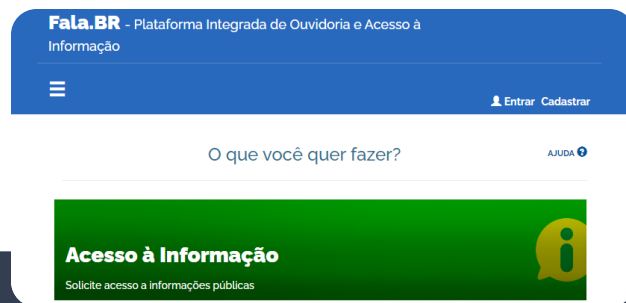 Fala.BR - Plataforma Integrada de Ouvidoria e Acesso à
Informação
Entrar Cadastrar
O que você quer fazer?
AJUDA
Acesso à Informação
Solicite acesso a informações públicas